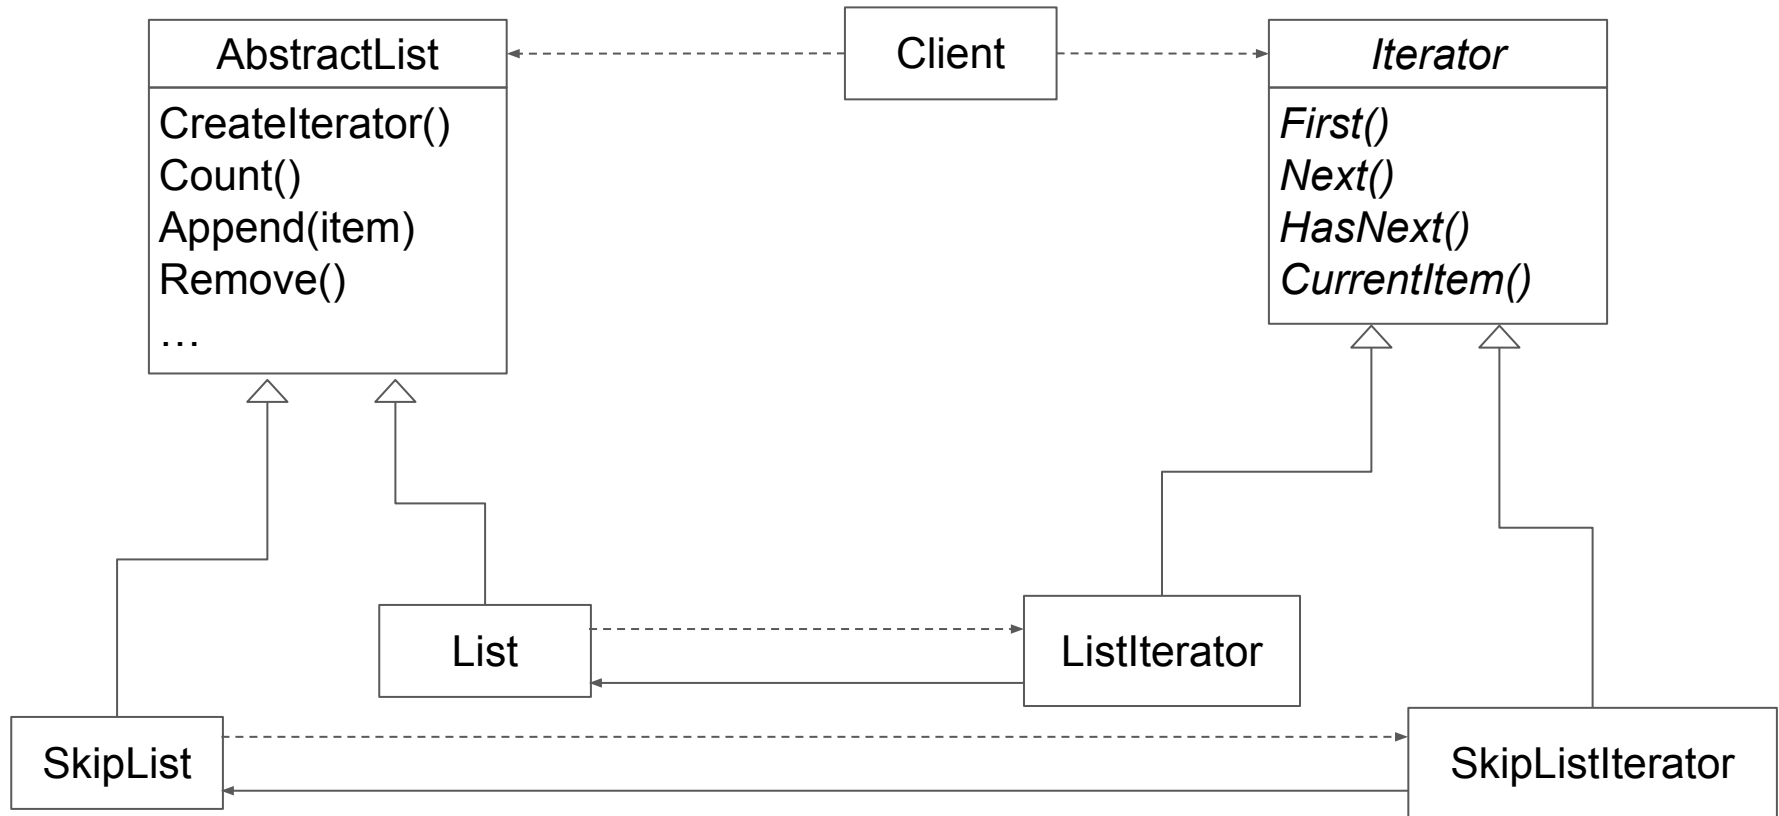 AbstractList
CreateIterator()
Count()
Append(item)
Remove()
…
Client
Iterator
First()
Next()
HasNext()
CurrentItem()
List
ListIterator
SkipList
SkipListIterator